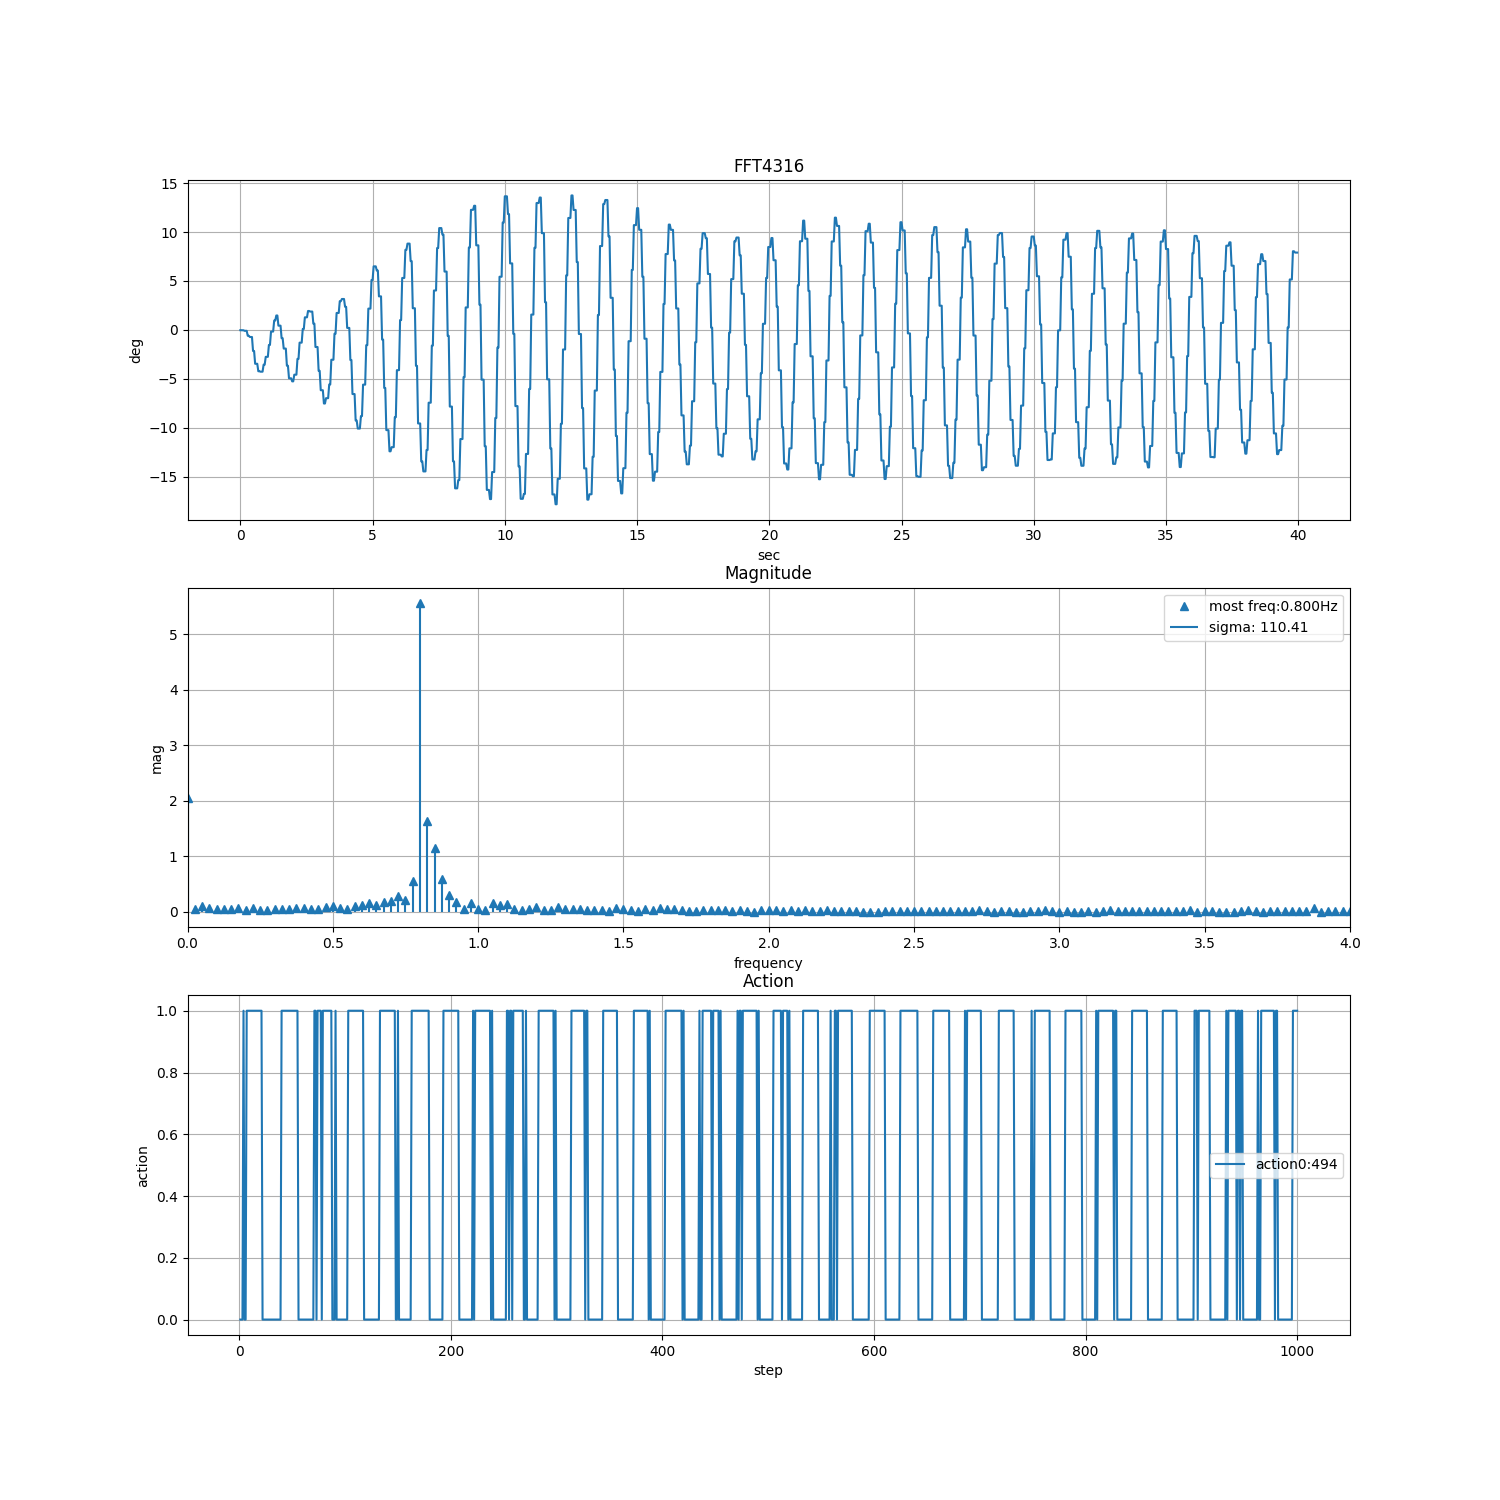 FFT4316
15
10
5
0
−5
−10
−15
deg
0 5 10 15 20 25 30 35 40
sec
Magnitude
most freq:0.800Hz
sigma: 110.41
5
4
3
2
1
0
mag
0.0 0.5 1.0 1.5 2.0 2.5 3.0 3.5 4.0
frequency
Action
1.0
0.8
0.6
0.4
0.2
0.0
action
action0:494
0 200 400 600 800 1000
step